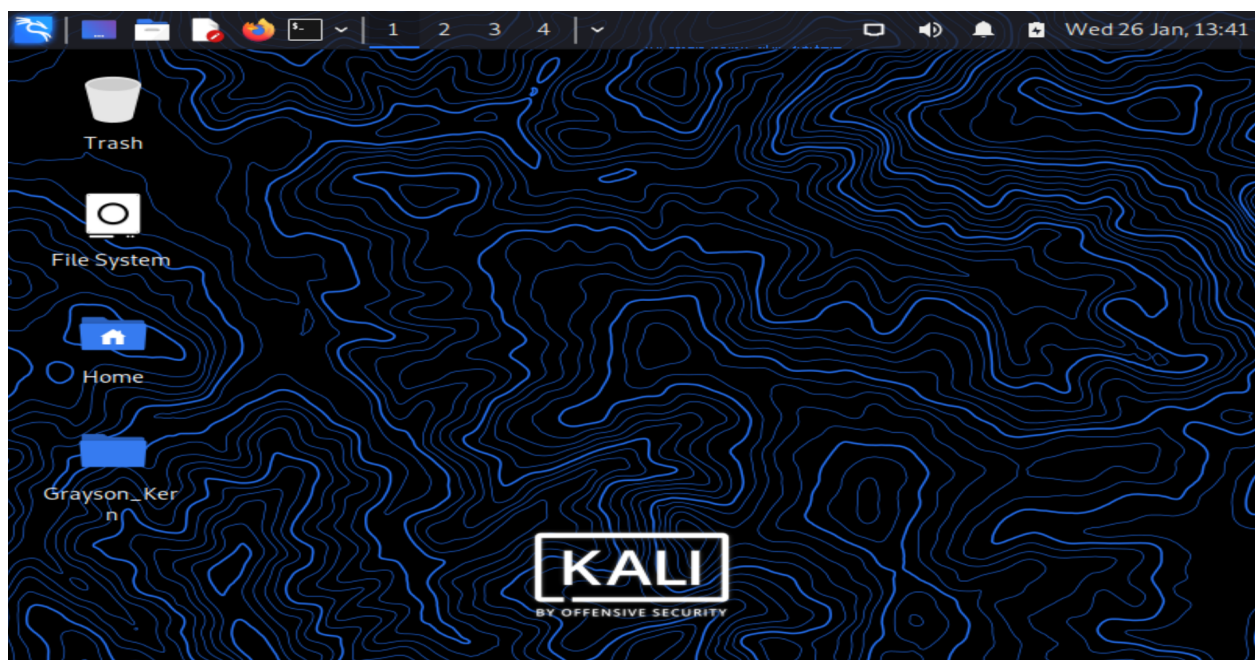 1 2 3 4 Wed 26 Jan, 13:41
Trash
File System
Home
Grayson_Ker
n
KALI
BY OFFENSIVE SECURITY